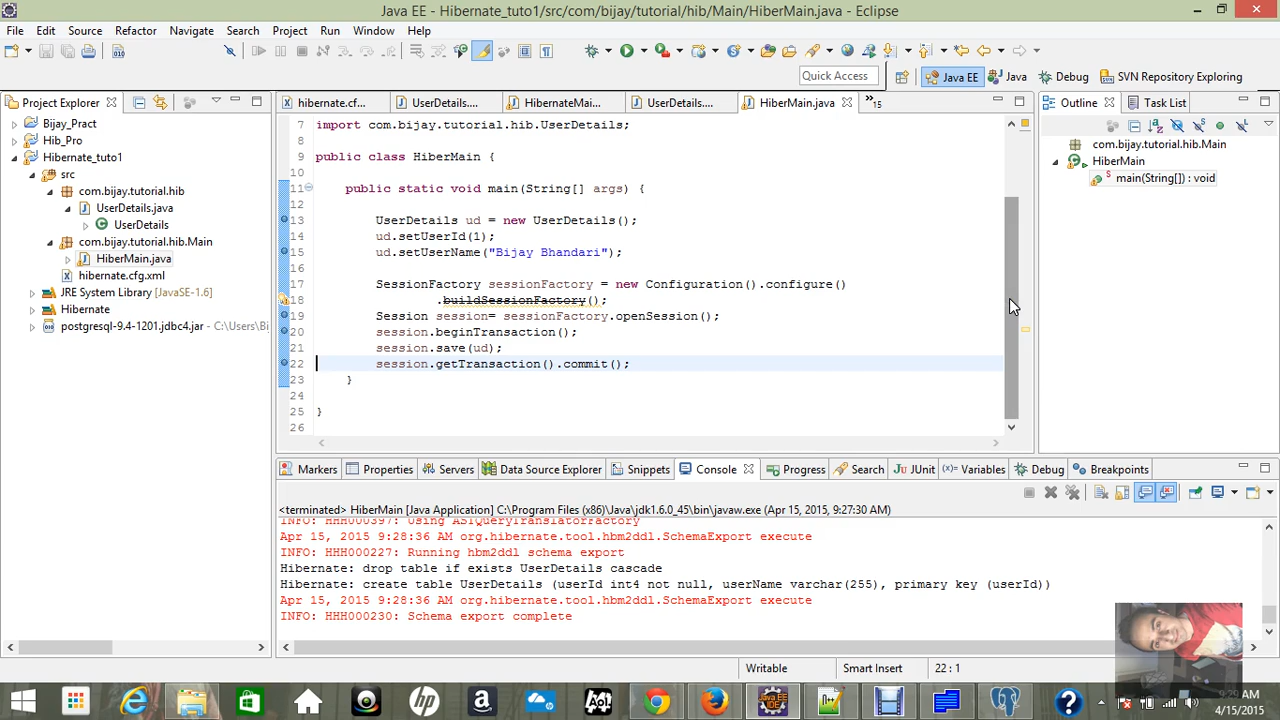 Java EE - Hibernate_tuto1/src/com/bijay/tutorial/hib/Main/HiberMain.java - Eclipse
File Edit Source Refactor Navigate Search Project Run Window Help
Quick Access
Java EE
Java
Debug
SVN Repository Exploring
Project Explorer
Bijay_Pract
Hib_Pro
Hibernate_tuto1
src
com.bijay.tutorial.hib
UserDetails.java
UserDetails
com.bijay.tutorial.hib.Main
HiberMain.java
hibernate.cfg.xml
JRE System Library [JavaSE-1.6]
Hibernate
postgresql-9.4-1201.jdbc4.jar - C:\Users\Bi
hibernate.cf...
UserDetails....
HibernateMai...
UserDetails....
HiberMain.java
»15
7 import com.bijay.tutorial.hib.UserDetails;
8
9 public class HiberMain {
10
11 public static void main(String[] args) {
12
13 UserDetails ud = new UserDetails();
14 ud.setUserId(1);
15 ud.setUserName("Bijay Bhandari");
16
17 SessionFactory sessionFactory = new Configuration().configure()
18 .buildSessionFactory();
19 Session session= sessionFactory.openSession();
20 session.beginTransaction();
21 session.save(ud);
22 session.getTransaction().commit();
23 }
24
25 }
26
Outline
Task List
com.bijay.tutorial.hib.Main
HiberMain
main(String[]) : void
Markers Properties Servers Data Source Explorer Snippets Console Progress Search JUnit Variables Debug Breakpoints
<terminated> HiberMain [Java Application] C:\Program Files (x86)\Java\jdk1.6.0_45\bin\javaw.exe (Apr 15, 2015, 9:27:30 AM)
INFO: HHH000397: Using ASTQueryTranslatorFactory
Apr 15, 2015 9:28:36 AM org.hibernate.tool.hbm2ddl.SchemaExport execute
INFO: HHH000227: Running hbm2ddl schema export
Hibernate: drop table if exists UserDetails cascade
Hibernate: create table UserDetails (userId int4 not null, userName varchar(255), primary key (userId))
Apr 15, 2015 9:28:36 AM org.hibernate.tool.hbm2ddl.SchemaExport execute
INFO: HHH000230: Schema export complete
Writable
Smart Insert
22 : 1
9:29 AM
4/15/2015